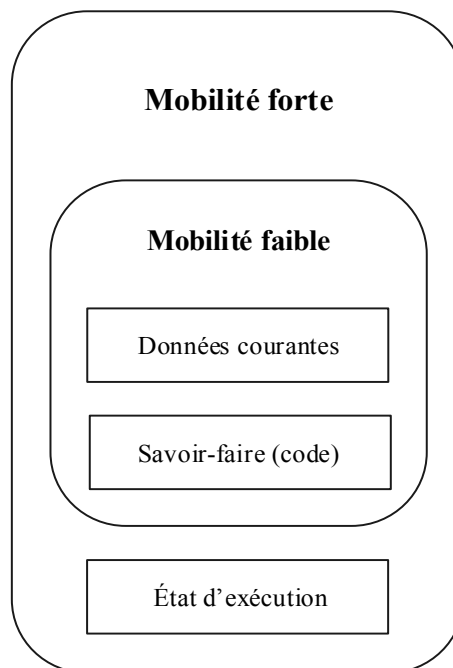 Mobilité forte
Mobilité faible
Données courantes
Savoir-faire (code)
État d’exécution